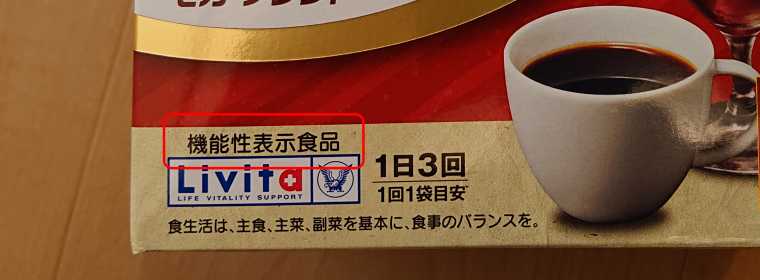 機能性表示食品
Livita
LIFE VITALITY SUPPORT
1日3回
1回1袋目安
食生活は、主食、主菜、副菜を基本に、食事のバランスを。